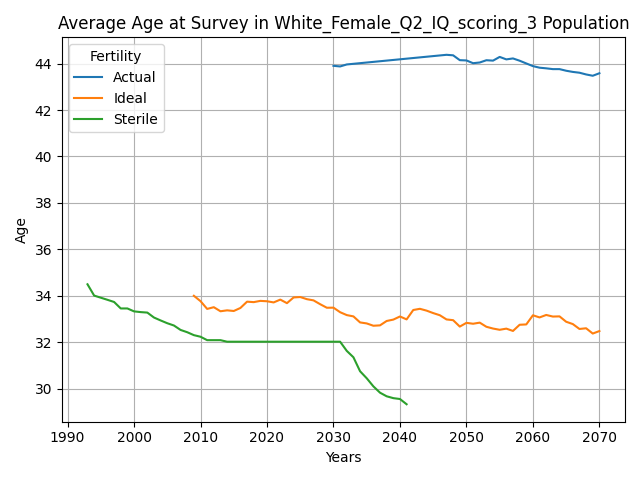 Average Age at Survey in White_Female_Q2_IQ_scoring_3 Population
Fertility
Actual
Ideal
Sterile
Age
44
42
40
38
36
34
32
30
1990
2000
2010
2020
2030
2040
2050
2060
2070
Years